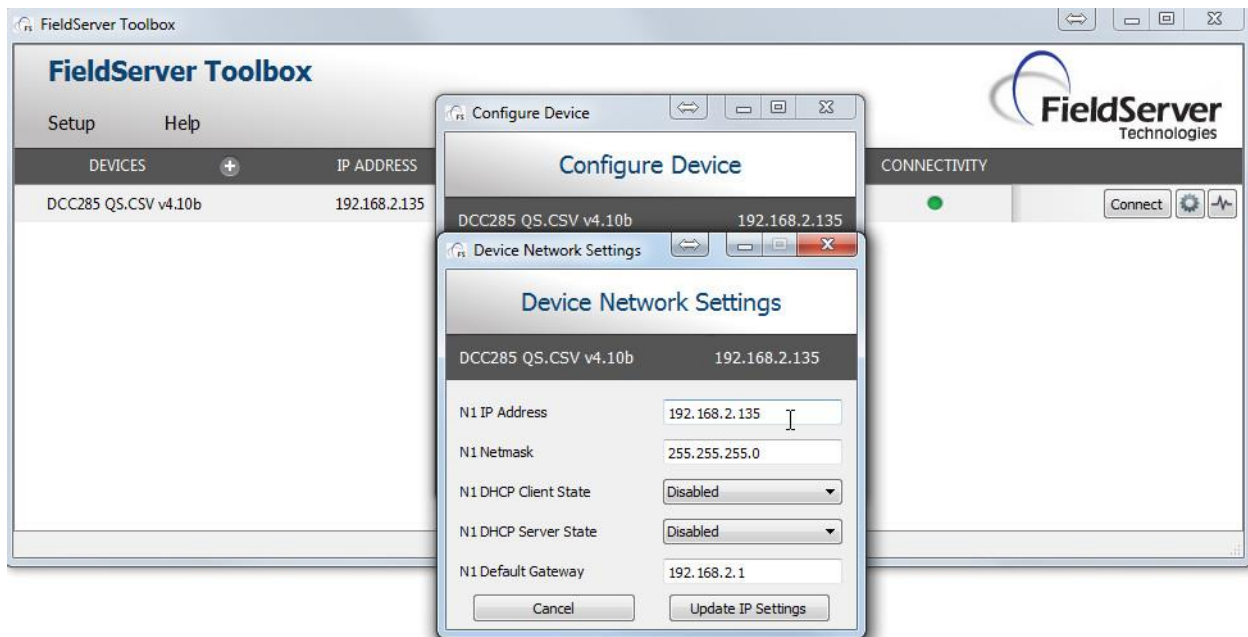 FieldServer Toolbox
FieldServer Toolbox
FieldServer
Technologies
Setup Help
DEVICES IP ADDRESS CONNECTIVITY
DCC285 QS.CSV v4.10b 192.168.2.135 Connect
Configure Device
Configure Device
DCC285 QS.CSV v4.10b 192.168.2.135
Device Network Settings
Device Network Settings
DCC285 QS.CSV v4.10b 192.168.2.135
N1 IP Address 192.168.2.135
N1 Netmask 255.255.255.0
N1 DHCP Client State Disabled
N1 DHCP Server State Disabled
N1 Default Gateway 192.168.2.1
Cancel Update IP Settings